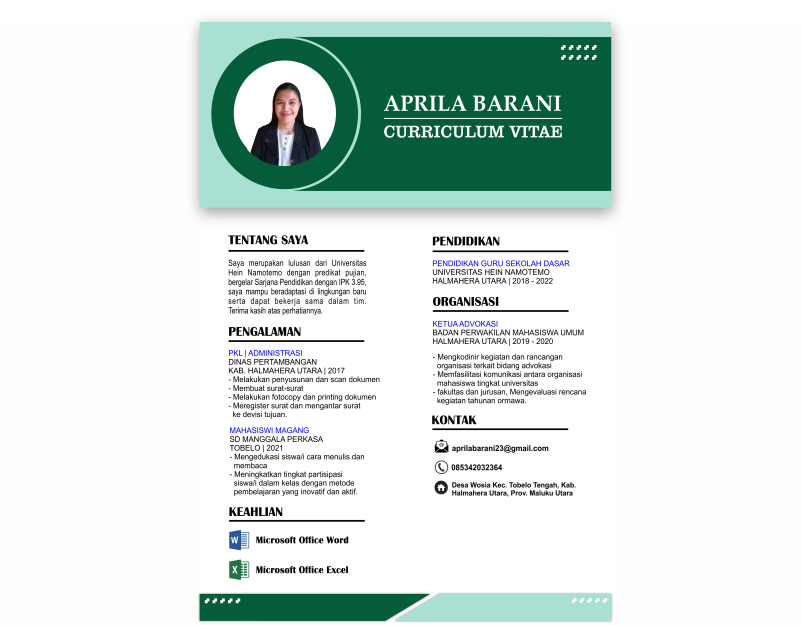 APRILA BARANI
CURRICULUM VITAE
TENTANG SAYA
Saya merupakan lulusan dari Universitas
Hein Namotemo dengan predikat pujian,
bergelar Sarjana Pendidikan dengan IPK 3.95,
saya mampu beradaptasi di lingkungan baru
serta dapat bekerja sama dalam tim.
Terima kasih atas perhatiannya.
PENGALAMAN
PKL | ADMINISTRASI
DINAS PERTAMBANGAN
KAB. HALMAHERA UTARA | 2017
- Melakukan penyusunan dan scan dokumen
- Membuat surat-surat
- Melakukan fotocopy dan printing dokumen
- Meregister surat dan mengantar surat
ke devisi tujuan.
MAHASISWI MAGANG
SD MANGGALA PERKASA
TOBELO | 2021
- Mengedukasi siswa/i cara menulis dan
membaca
- Meningkatkan tingkat partisipasi
siswa/i dalam kelas dengan metode
pembelajaran yang inovatif dan aktif.
KEAHLIAN
W
Microsoft Office Word
X
Microsoft Office Excel
PENDIDIKAN
PENDIDIKAN GURU SEKOLAH DASAR
UNIVERSITAS HEIN NAMOTEMO
HALMAHERA UTARA | 2018 - 2022
ORGANISASI
KETUA ADVOKASI
BADAN PERWAKILAN MAHASISWA UMUM
HALMAHERA UTARA | 2019 - 2020
- Mengkodinir kegiatan dan rancangan
organisasi terkait bidang advokasi
- Memfasilitasi komunikasi antara organisasi
mahasiswa tingkat universitas
- fakultas dan jurusan, Mengevaluasi rencana
kegiatan tahunan ormawa.
KONTAK
@
aprilabarani23@gmail.com
085342032364
Desa Wosia Kec. Tobelo Tengah, Kab.
Halmahera Utara, Prov. Maluku Utara